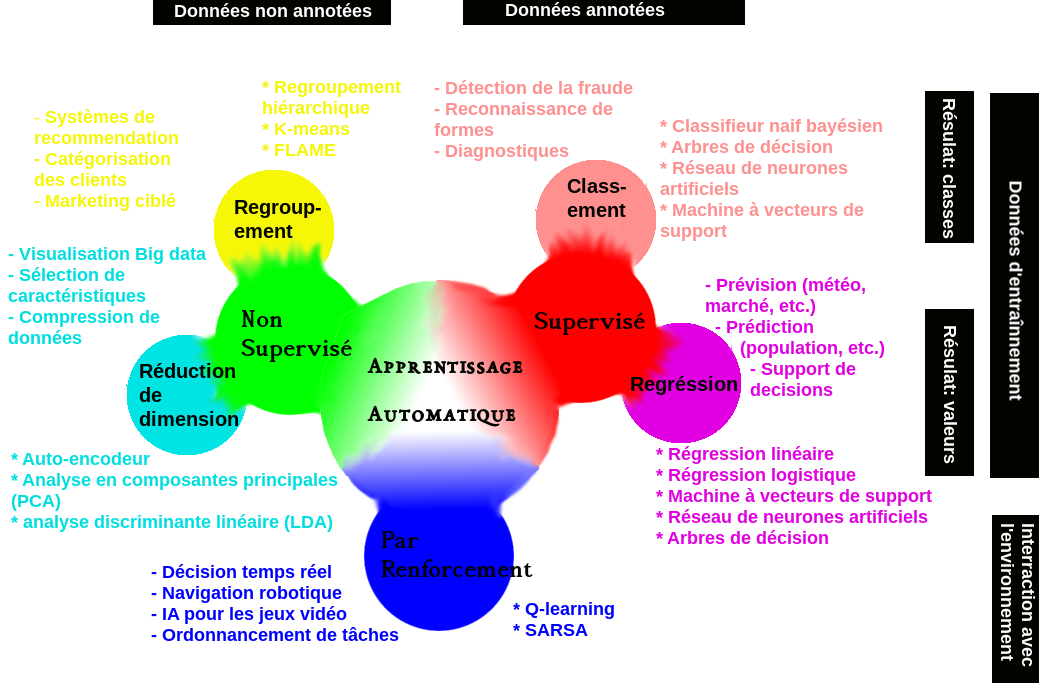 Données non annotées
Données annotées
- Systèmes de
recommendation
- Catégorisation
des clients
- Marketing ciblé
* Regroupement
hiérarchique
* K-means
* FLAME
- Détection de la fraude
- Reconnaissance de
formes
- Diagnostiques
* Classifieur naif bayésien
* Arbres de décision
* Réseau de neurones
artificiels
* Machine à vecteurs de
support
Regroup-
ement
Class-
ement
- Visualisation Big data
- Sélection de
caractéristiques
- Compression de
données
Non
Supervisé
Supervisé
- Prévision (météo,
marché, etc.)
- Prédiction
(population, etc.)
- Support de
decisions
Réduction
de
dimension
Apprentissage
Automatique
Regréssion
* Auto-encodeur
* Analyse en composantes principales
(PCA)
* analyse discriminante linéaire (LDA)
* Régression linéaire
* Régression logistique
* Machine à vecteurs de support
* Réseau de neurones artificiels
* Arbres de décision
Par
Renforcement
- Décision temps réel
- Navigation robotique
- IA pour les jeux vidéo
- Ordonnancement de tâches
* Q-learning
* SARSA
Résulat: classes
Résulat: valeurs
Données d'entraînnement
Interraction avec
l'environnement